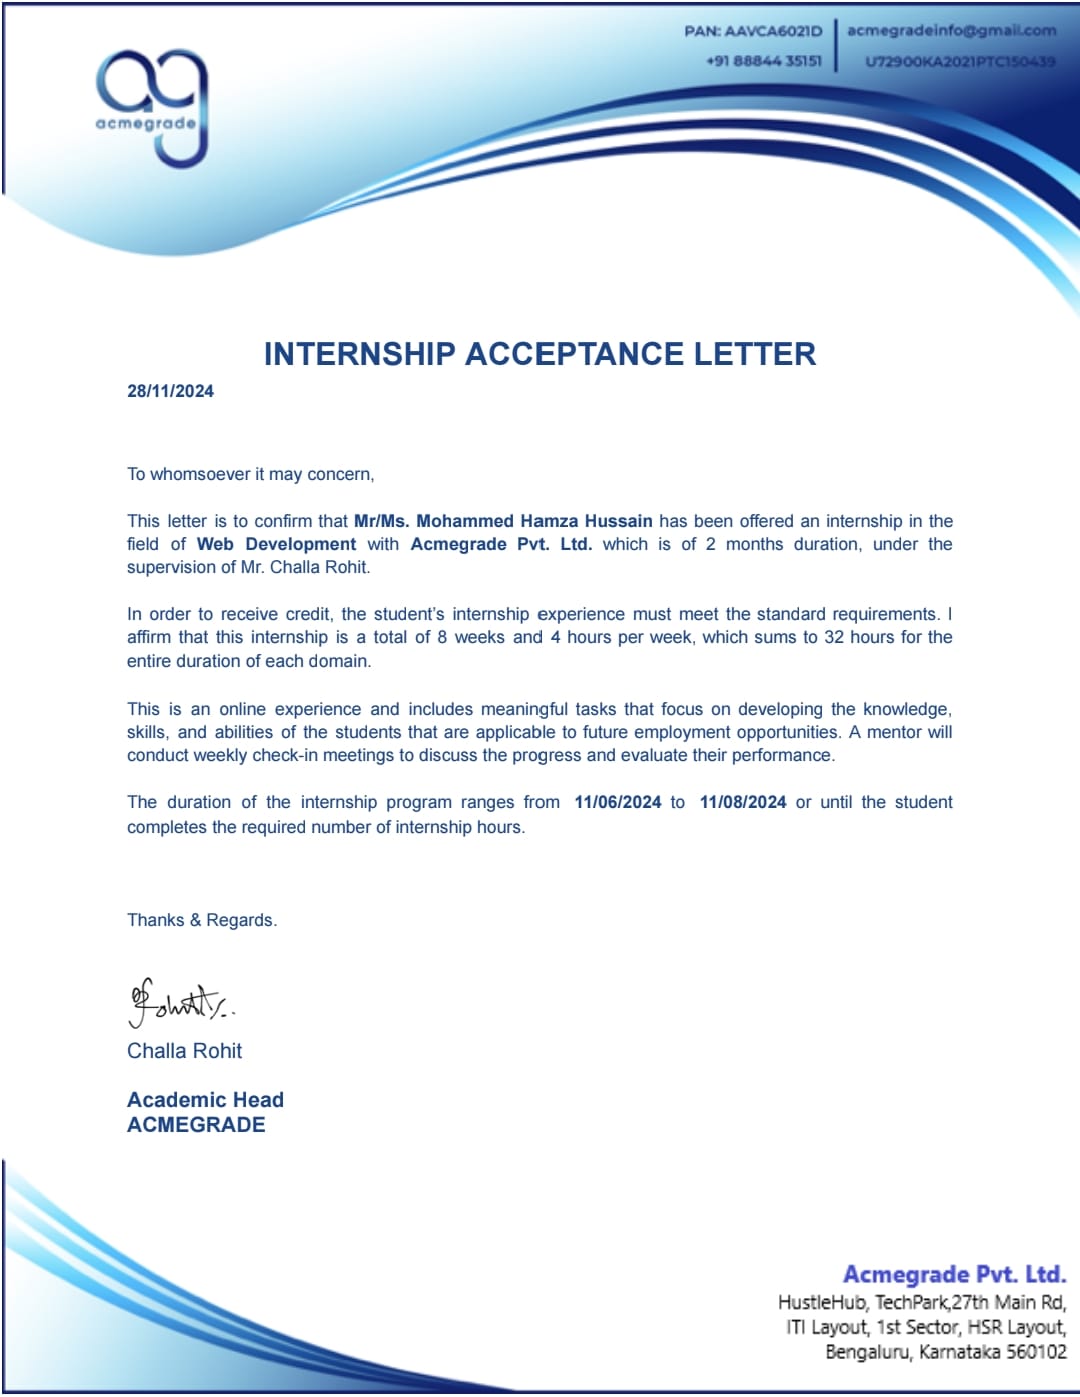 PAN: AAVCA6021D
acmegradeinfo@gmail.com
+91 88844 35151
U72900KA2021PTC150439
ag
acmegrade
INTERNSHIP ACCEPTANCE LETTER
28/11/2024
To whomsoever it may concern,
This letter is to confirm that Mr/Ms. Mohammed Hamza Hussain has been offered an internship in the
field of Web Development with Acmegrade Pvt. Ltd. which is of 2 months duration, under the
supervision of Mr. Challa Rohit.
In order to receive credit, the student's internship experience must meet the standard requirements. I
affirm that this internship is a total of 8 weeks and 4 hours per week, which sums to 32 hours for the
entire duration of each domain.
This is an online experience and includes meaningful tasks that focus on developing the knowledge,
skills, and abilities of the students that are applicable to future employment opportunities. A mentor will
conduct weekly check-in meetings to discuss the progress and evaluate their performance.
The duration of the internship program ranges from 11/06/2024 to 11/08/2024 or until the student
completes the required number of internship hours.
Thanks & Regards.
Challa Rohit
Academic Head
ACMEGRADE
Acmegrade Pvt. Ltd.
HustleHub, TechPark,27th Main Rd,
ITI Layout, 1st Sector, HSR Layout,
Bengaluru, Karnataka 560102